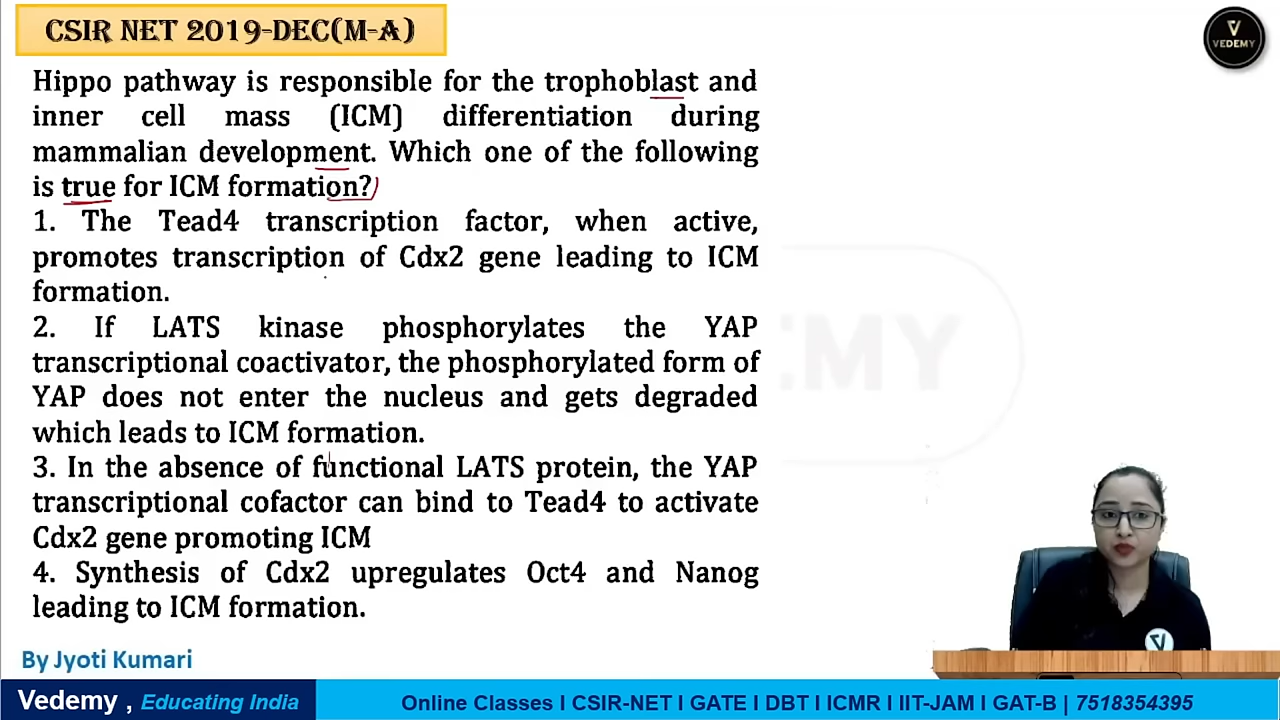 CSIR NET 2019-DEC(M-A)
VEDEMY
Hippo pathway is responsible for the trophoblast and
inner cell mass (ICM) differentiation during
mammalian development. Which one of the following
is true for ICM formation?
1. The Tead4 transcription factor, when active,
promotes transcription of Cdx2 gene leading to ICM
formation.
2. If LATS kinase phosphorylates the YAP
transcriptional coactivator, the phosphorylated form of
YAP does not enter the nucleus and gets degraded
which leads to ICM formation.
3. In the absence of functional LATS protein, the YAP
transcriptional cofactor can bind to Tead4 to activate
Cdx2 gene promoting ICM
4. Synthesis of Cdx2 upregulates Oct4 and Nanog
leading to ICM formation.
EMY
By Jyoti Kumari
Vedemy , Educating India
Online Classes I CSIR-NET I GATE I DBT I ICMR I IIT-JAM I GAT-B | 7518354395